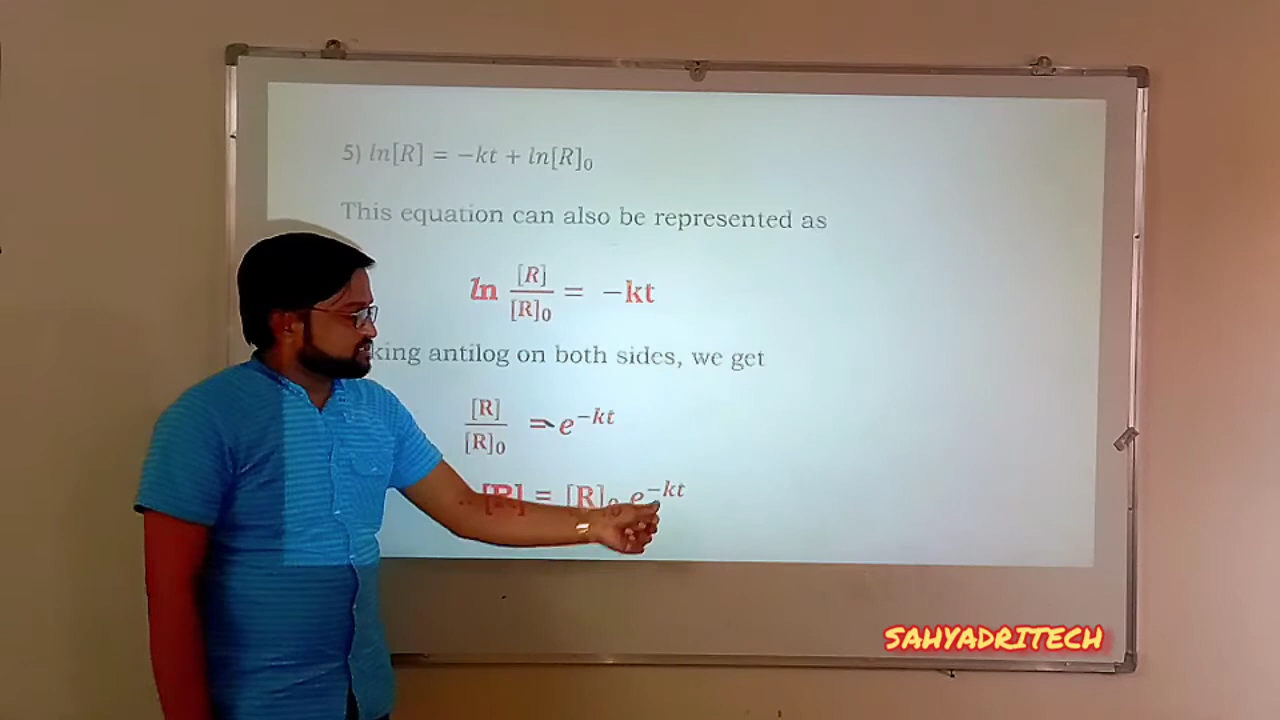 5) ln[R] = −kt + ln[R]₀
This equation can also be represented as
ln [R]/[R]₀ = −kt
king antilog on both sides, we get
[R]/[R]₀ = e^−kt
[R] = [R]₀ e^−kt
SAHYADRITECH